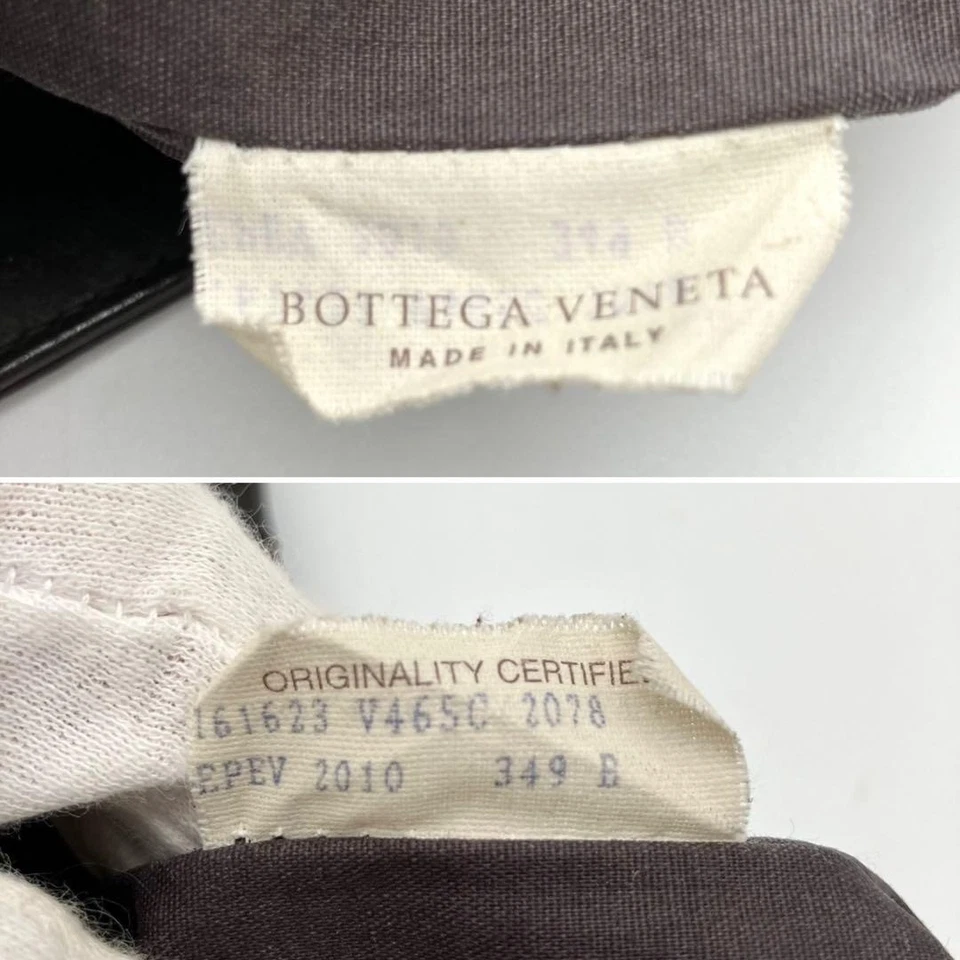 BOTTEGA VENETA
MADE IN ITALY
ORIGINALITY CERTIFIE
161623 V465C 2078
EPEV 2010 349 E